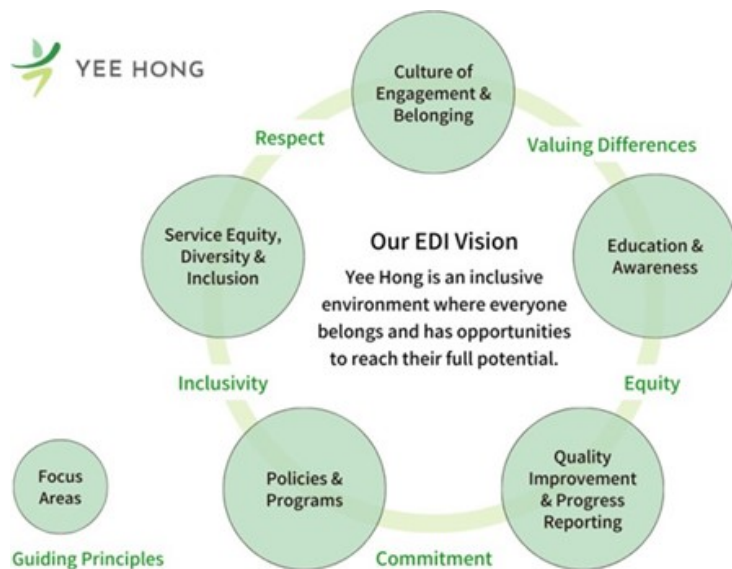 YEE HONG
Culture of
Engagement &
Belonging
Respect
Valuing Differences
Service Equity,
Diversity &
Inclusion
Our EDI Vision
Yee Hong is an inclusive
environment where everyone
belongs and has opportunities
to reach their full potential.
Education &
Awareness
Inclusivity
Equity
Focus
Areas
Policies &
Programs
Quality
Improvement
& Progress
Reporting
Guiding Principles
Commitment